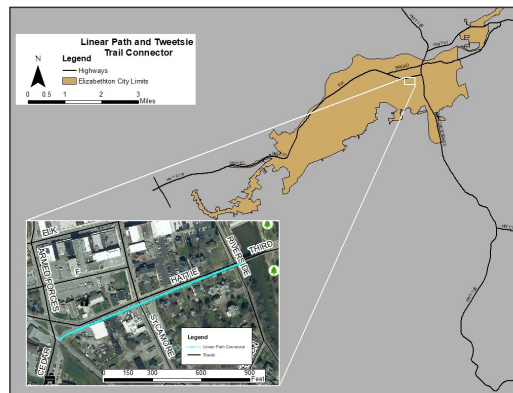 Linear Path and Tweetsie
Trail Connector
N
Legend
Highways
Elizabethton City Limits
0 0.5 1 2 3
Miles
BROAD
ELK
ARMED FORCES
HATTIE
RIVERSIDE
THIRD
SYCAMORE
CEDAR
Legend
Linear Path Connector
Roads
0 150 300 600 900
Feet